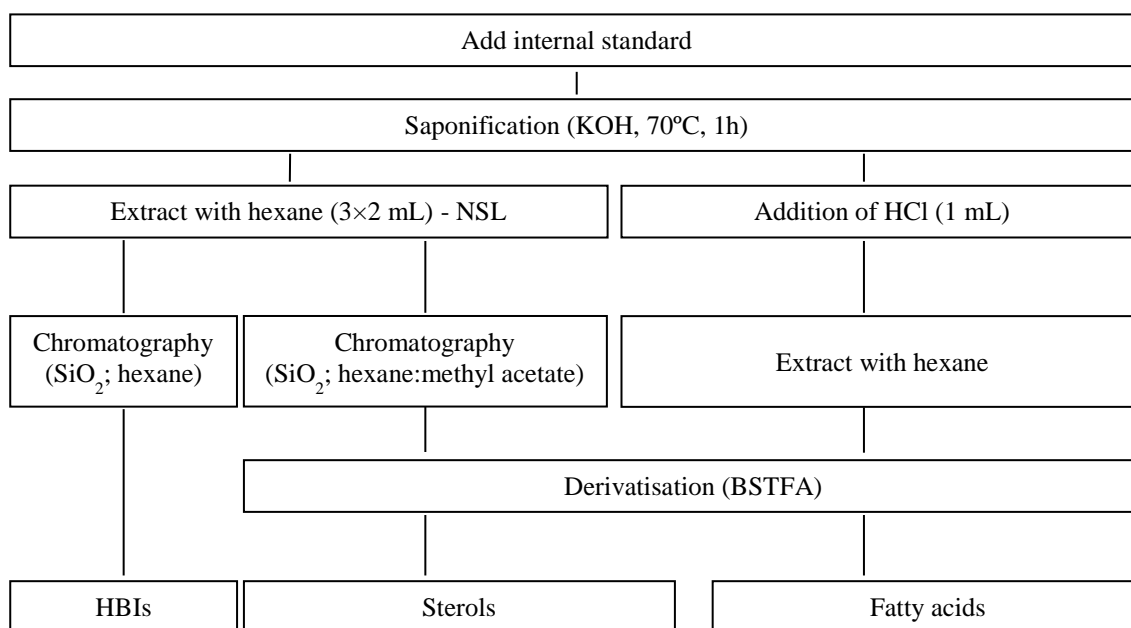 Add internal standard
Saponification (KOH, 70ºC, 1h)
Extract with hexane (3×2 mL) - NSL
Addition of HCl (1 mL)
Chromatography
(SiO2; hexane)
Chromatography
(SiO2; hexane:methyl acetate)
Extract with hexane
Derivatisation (BSTFA)
HBIs
Sterols
Fatty acids